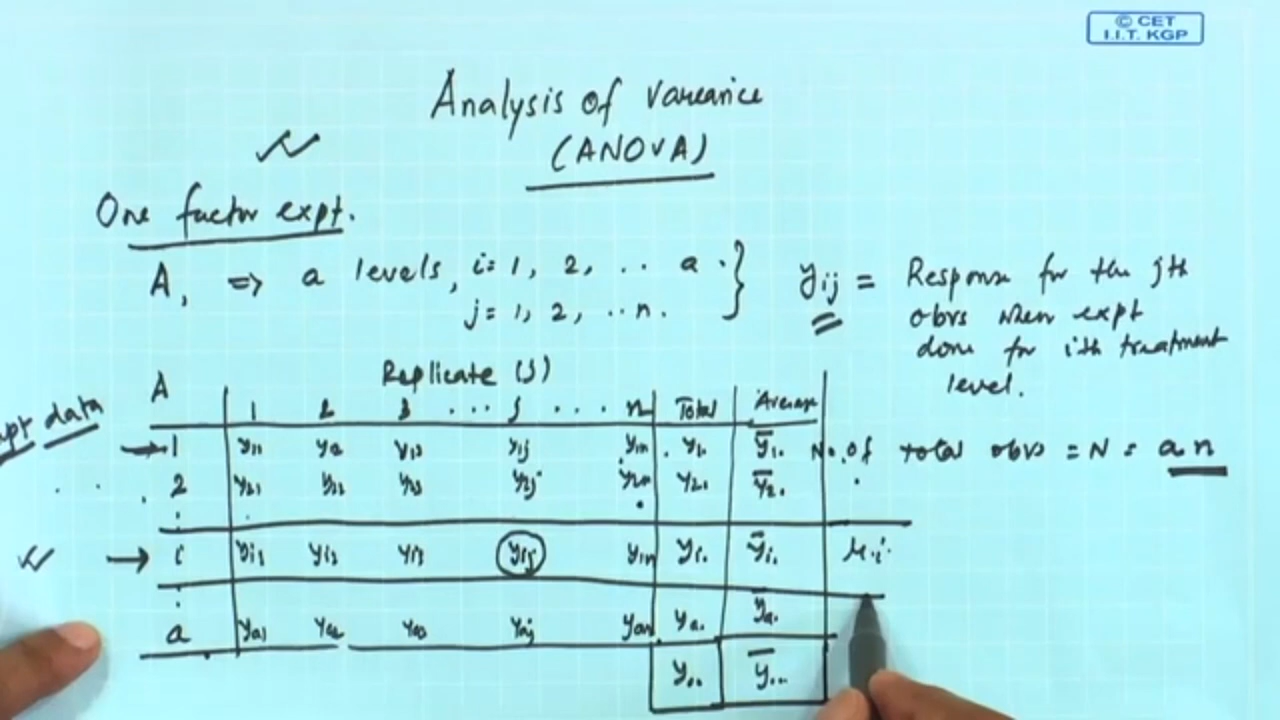 © CET
I.I.T. KGP
Analysis of variance
(ANOVA)
One factor expt.
A, ⇒ a levels, i= 1, 2, .. a .}
j= 1, 2, .. n.
yij = Response for the jth
obvs when expt
done for ith treatment
level.
data
A Replicate (j)
1 2 3 ... j .... n Total Average
→ 1 y11 y12 y13 y1j y1n y1. ȳ1.
No. of total obvs = N = a n
2 y21 y22 y23 y2j y2n y2. ȳ2.
→ i yi1 yi2 yi3 yij yin yi. ȳi. μ.i.
a ya1 ya2 ya3 yaj yan ya. ȳa.
y.. ȳ..